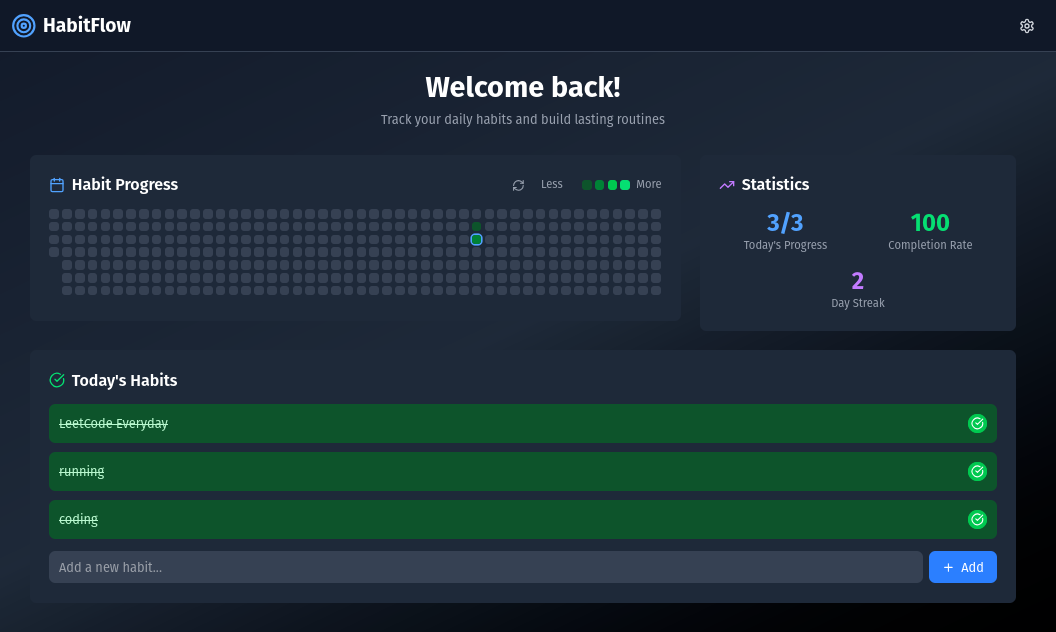 HabitFlow
Welcome back!
Track your daily habits and build lasting routines
Habit Progress
Less
More
Statistics
3/3
100
Today's Progress
Completion Rate
2
Day Streak
Today's Habits
LeetCode Everyday
running
coding
Add a new habit...
+ Add